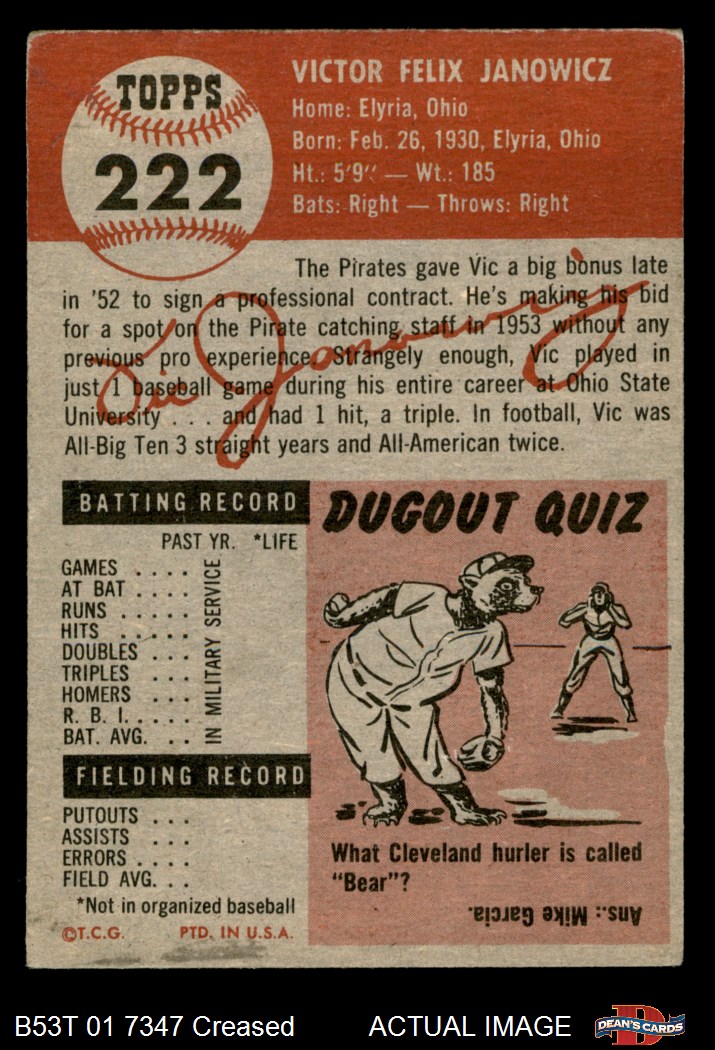 TOPPS
222
VICTOR FELIX JANOWICZ
Home: Elyria, Ohio
Born: Feb. 26, 1930, Elyria, Ohio
Ht.: 5'9" — Wt.: 185
Bats: Right — Throws: Right
The Pirates gave Vic a big bonus late
in '52 to sign a professional contract. He's making his bid
for a spot on the Pirate catching staff in 1953 without any
previous pro experience. Strangely enough, Vic played in
just 1 baseball game during his entire career at Ohio State
University . . . and had 1 hit, a triple. In football, Vic was
All-Big Ten 3 straight years and All-American twice.
Vic Janowicz
BATTING RECORD
PAST YR. *LIFE
GAMES . . . .
AT BAT . . . .
RUNS . . . . .
HITS . . . . .
DOUBLES . . .
TRIPLES . . .
HOMERS . . .
R. B. I. . . . . .
BAT. AVG. . . .
IN MILITARY SERVICE
FIELDING RECORD
PUTOUTS . . .
ASSISTS . . .
ERRORS . . . .
FIELD AVG. . .
*Not in organized baseball
©T.C.G. PTD. IN U.S.A.
DUGOUT QUIZ
What Cleveland hurler is called
"Bear"?
Ans.: Mike Garcia.
B53T 01 7347 Creased ACTUAL IMAGE
D
DEAN'S CARDS